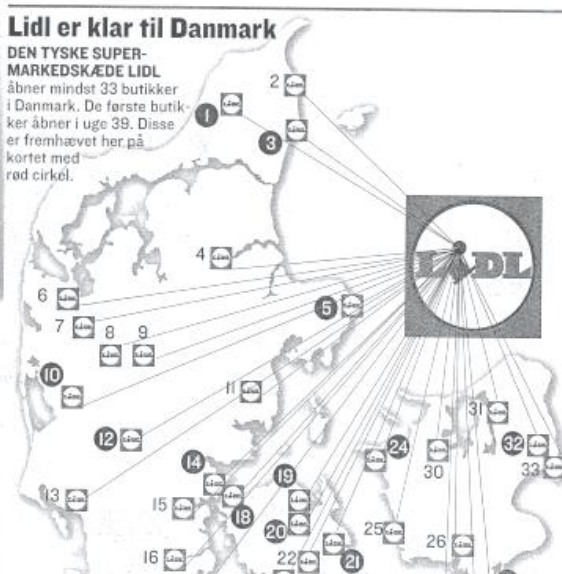 Lidl er klar til Danmark
DEN TYSKE SUPER-
MARKEDSKÆDE LIDL
åbner mindst 33 butikker
i Danmark. De første butik-
ker åbner i uge 39. Disse
er fremhævet her på
kortet med
rød cirkel.
2
1
3
LIDL
4
6
5
7
8
9
10
11
31
12
24
32
30
33
14
19
13
15
18
20
25
26
16
22
21